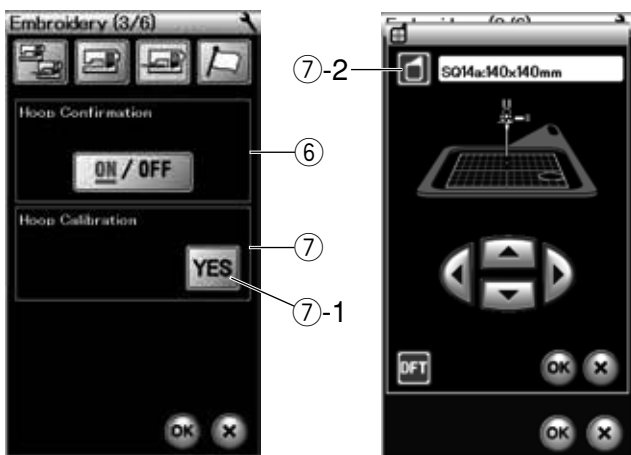 Embroidery (3/6)
Hoop Confirmation
ON / OFF
⑥
Hoop Calibration
⑦
YES
⑦-1
OK ×
⑦-2
SQ14a:140x140mm
DFT OK ×
OK ×